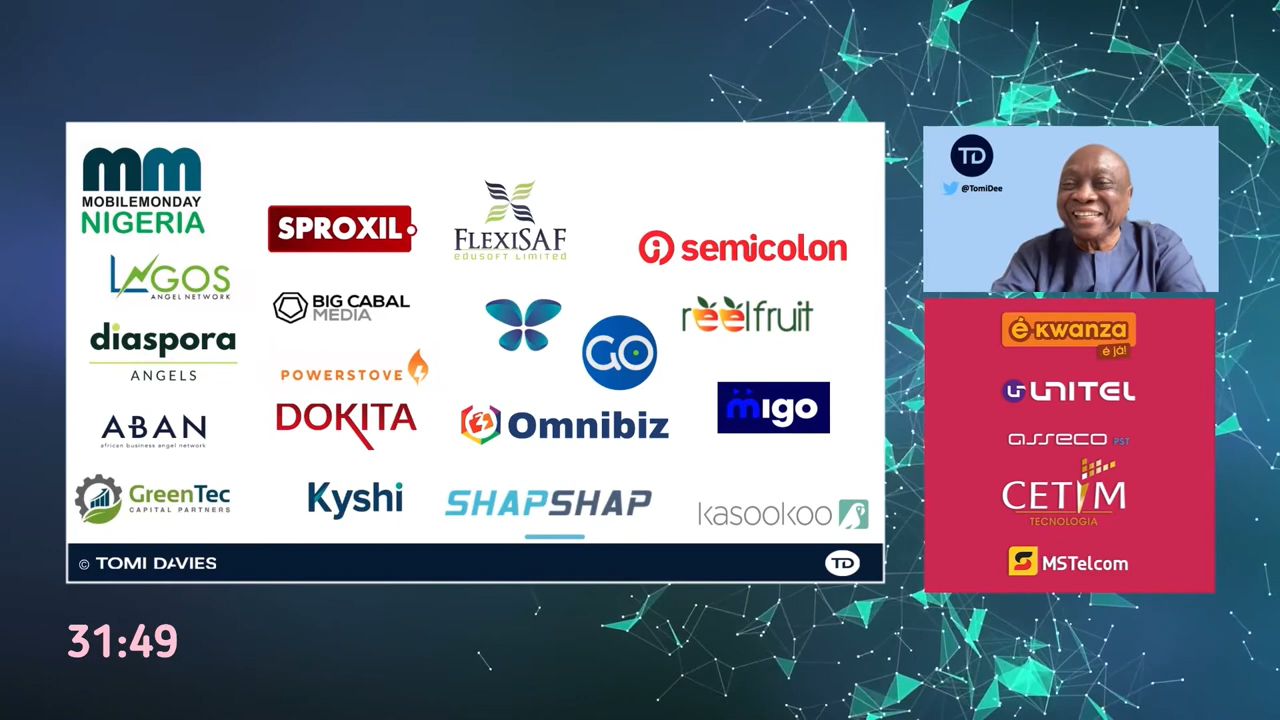 MOBILEMONDAY
NIGERIA
LAGOS
ANGEL NETWORK
diaspora
ANGELS
ABAN
african business angel network
GreenTec
CAPITAL PARTNERS
SPROXIL
BIG CABAL
MEDIA
POWERSTOVE
DOKITA
Kyshi
FLEXISAF
EDUSOFT LIMITED
GO
Omnibiz
SHAPSHAP
semicolon
reelfruit
migo
kasookoo
© TOMI DAVIES
TD
TD
@TomiDee
é-kwanza
é já!
UNITEL
asseco PST
CETIM
TECNOLOGIA
MSTelcom
31:49